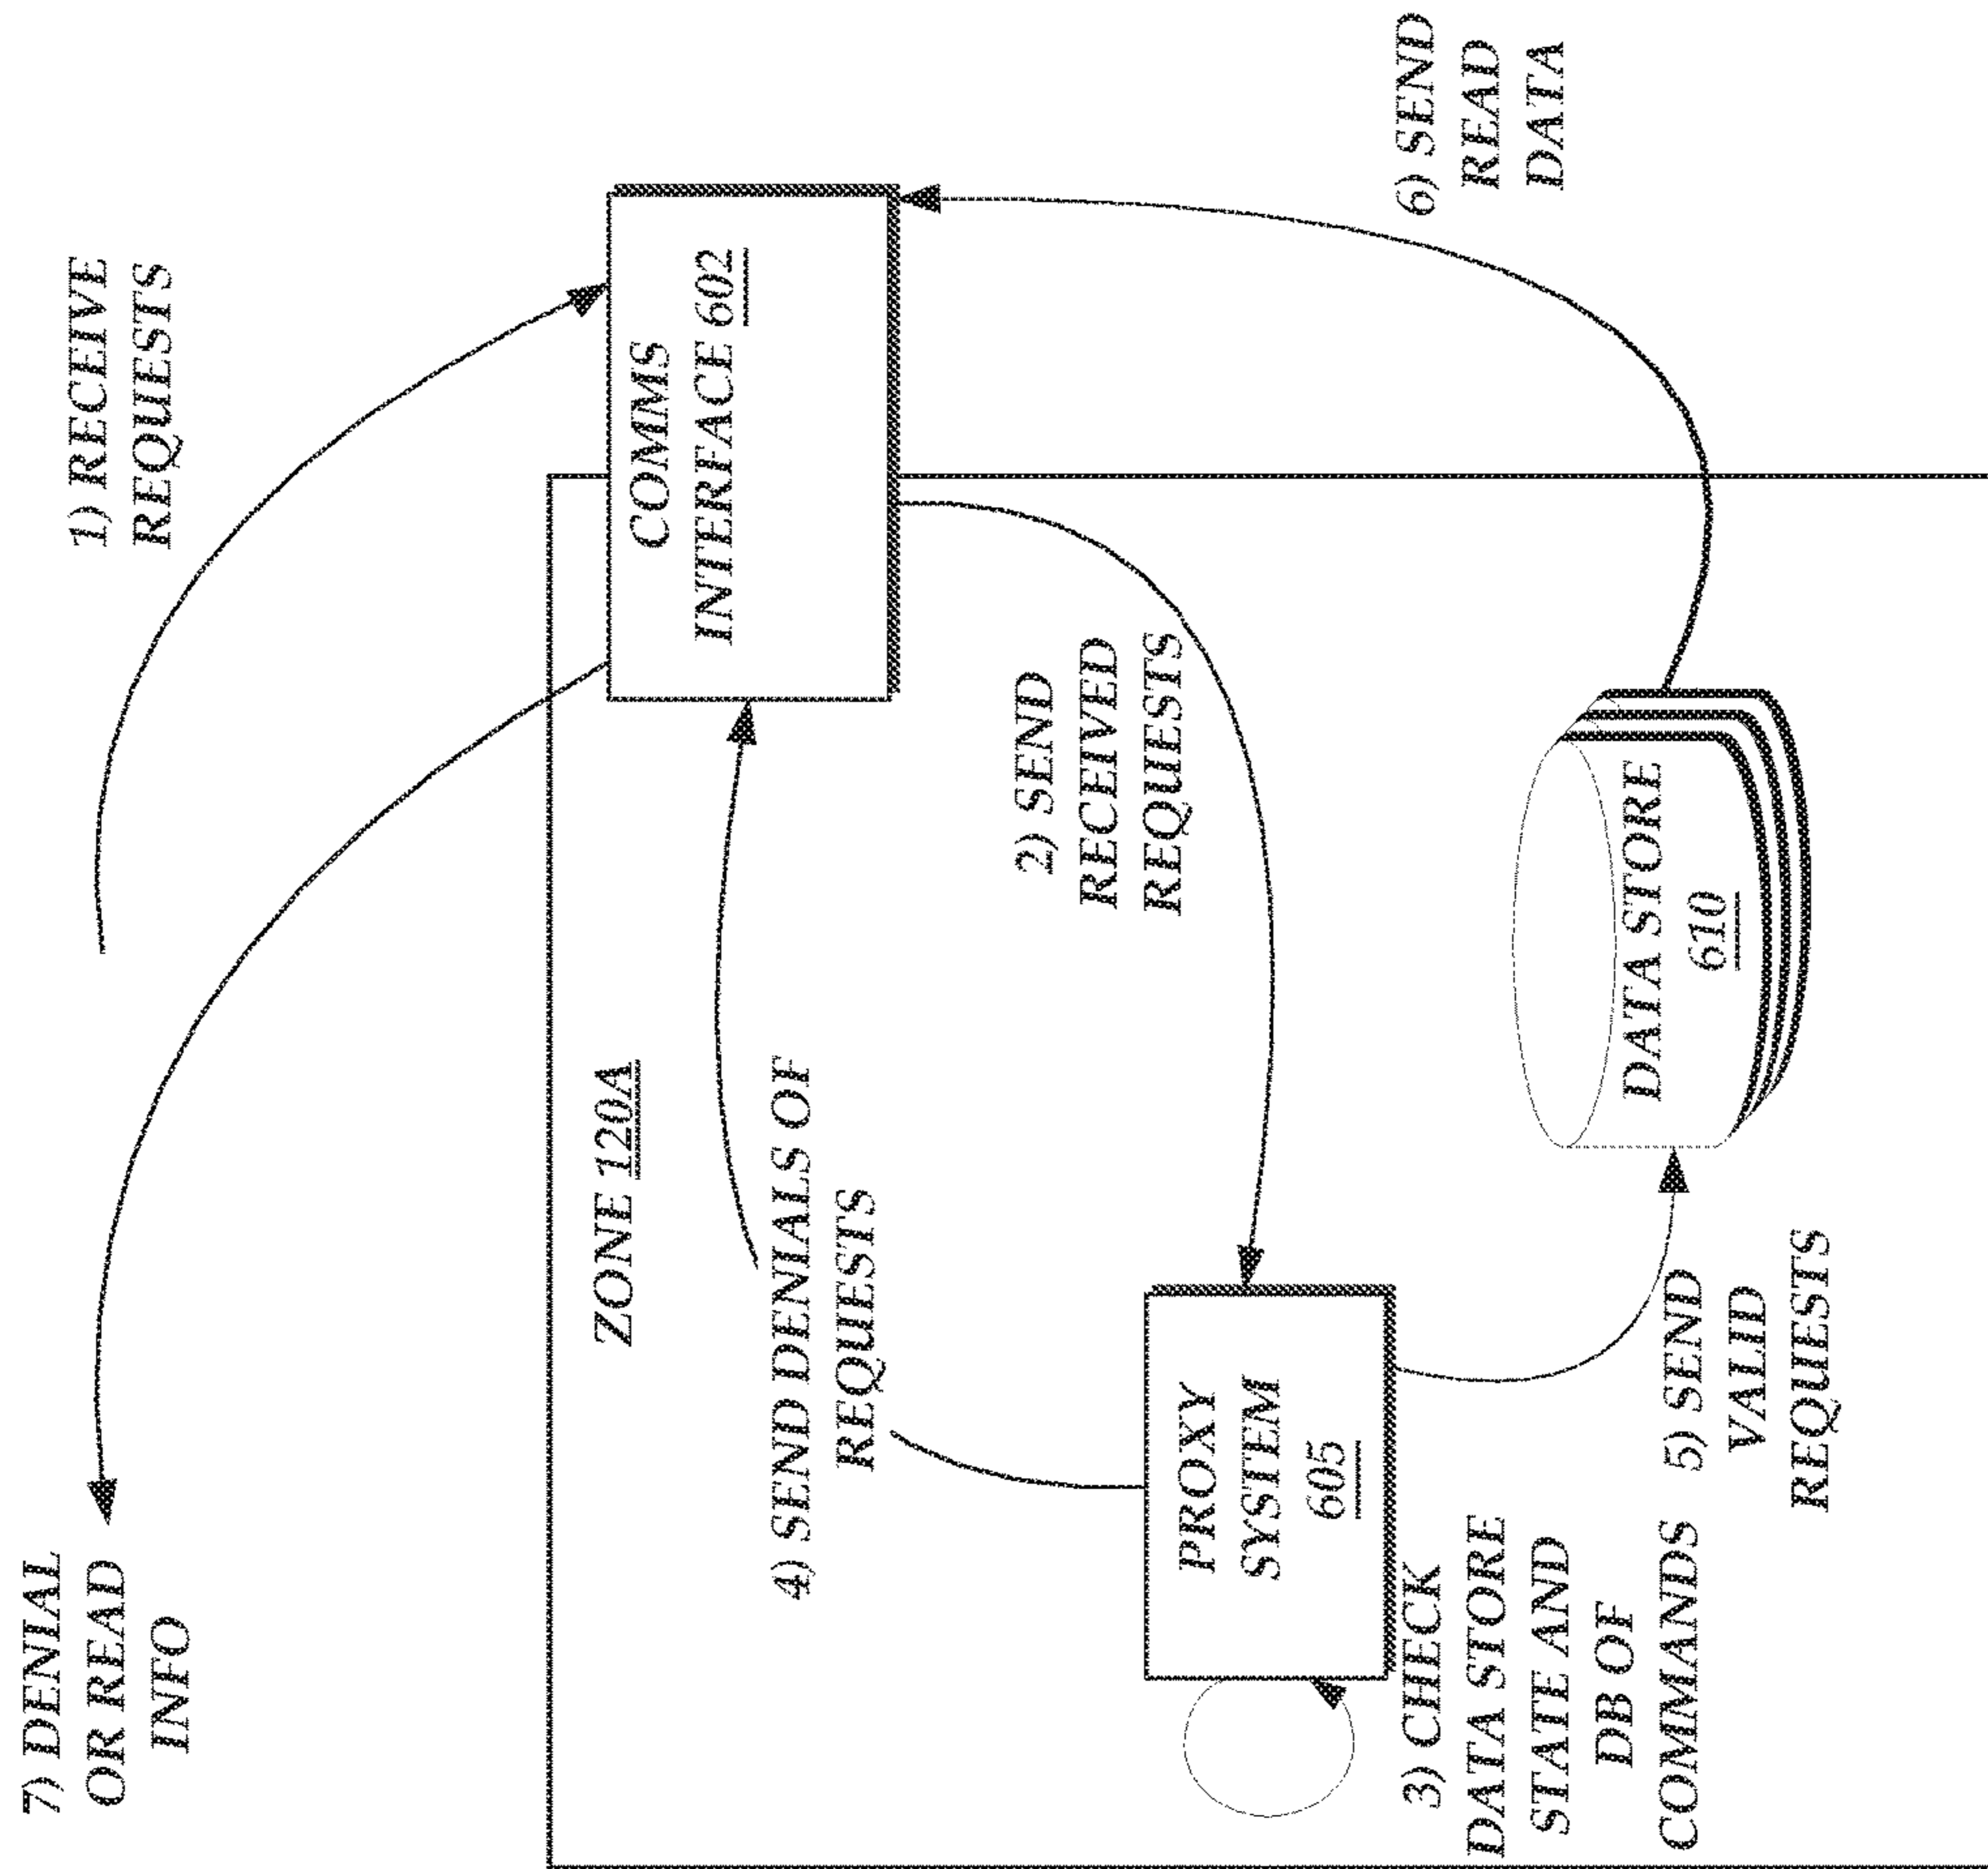 1) RECEIVE
REQUESTS
7) DENIAL
OR READ
INFO
ZONE 120A
COMMS
INTERFACE 602
4) SEND DENIALS OF
REQUESTS
2) SEND
RECEIVED
REQUESTS
PROXY
SYSTEM
605
3) CHECK
DATA STORE
STATE AND
DB OF
COMMANDS
5) SEND
VALID
REQUESTS
DATA STORE
610
6) SEND
READ
DATA